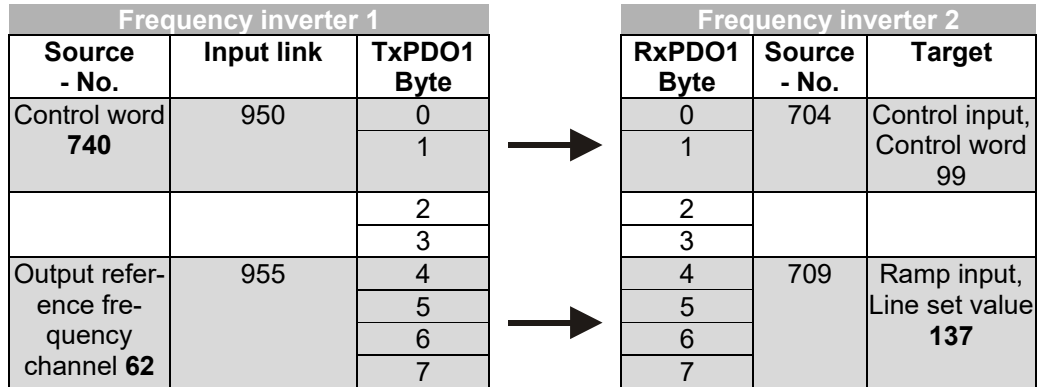 Frequency inverter 1
Source
- No.
Input link
TxPDO1
Byte
Control word
740
950
0
1
2
3
Output refer-
ence fre-
quency
channel 62
955
4
5
6
7
Frequency inverter 2
RxPDO1
Byte
Source
- No.
Target
0
1
704
Control input,
Control word
99
2
3
4
5
6
7
709
Ramp input,
Line set value
137